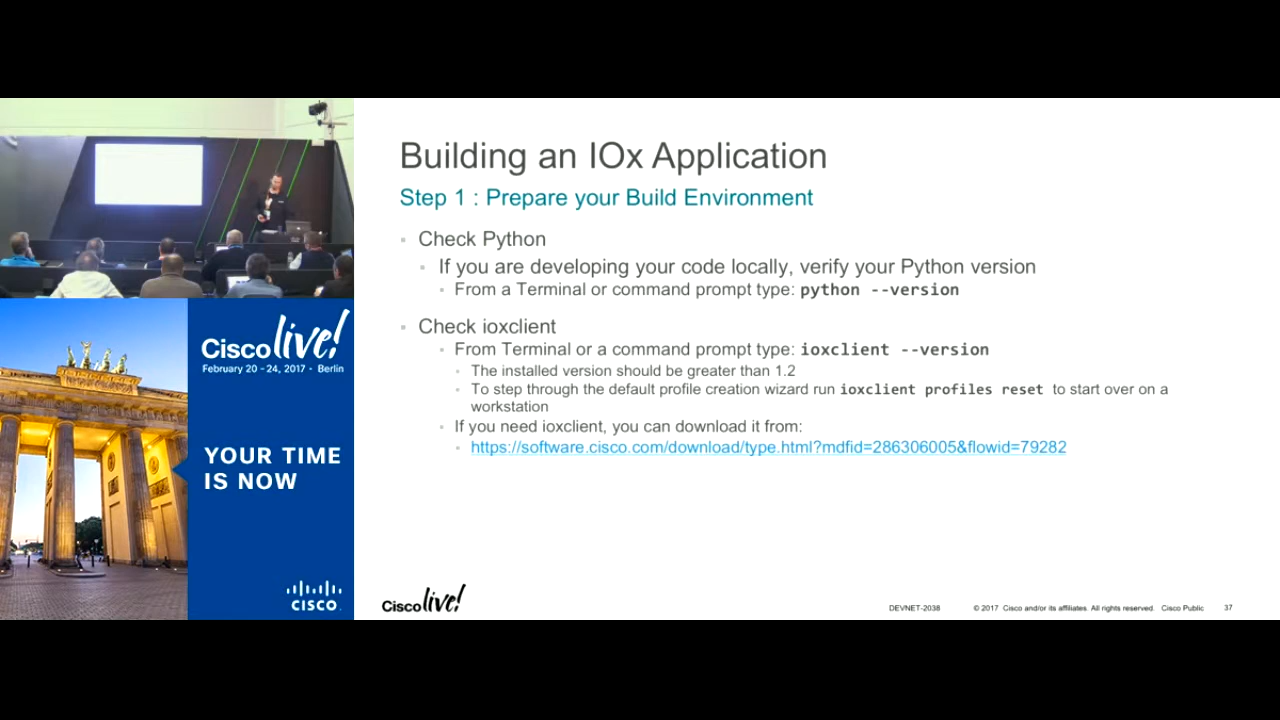 Building an IOx Application
Step 1 : Prepare your Build Environment
Check Python
If you are developing your code locally, verify your Python version
From a Terminal or command prompt type: python --version
Check ioxclient
From Terminal or a command prompt type: ioxclient --version
The installed version should be greater than 1.2
To step through the default profile creation wizard run ioxclient profiles reset to start over on a
workstation
If you need ioxclient, you can download it from:
https://software.cisco.com/download/type.html?mdfid=286306005&flowid=79282
Cisco live!
February 20 - 24, 2017 · Berlin
YOUR TIME
IS NOW
CISCO.
Cisco live!
DEVNET-2038 © 2017 Cisco and/or its affiliates. All rights reserved. Cisco Public 37